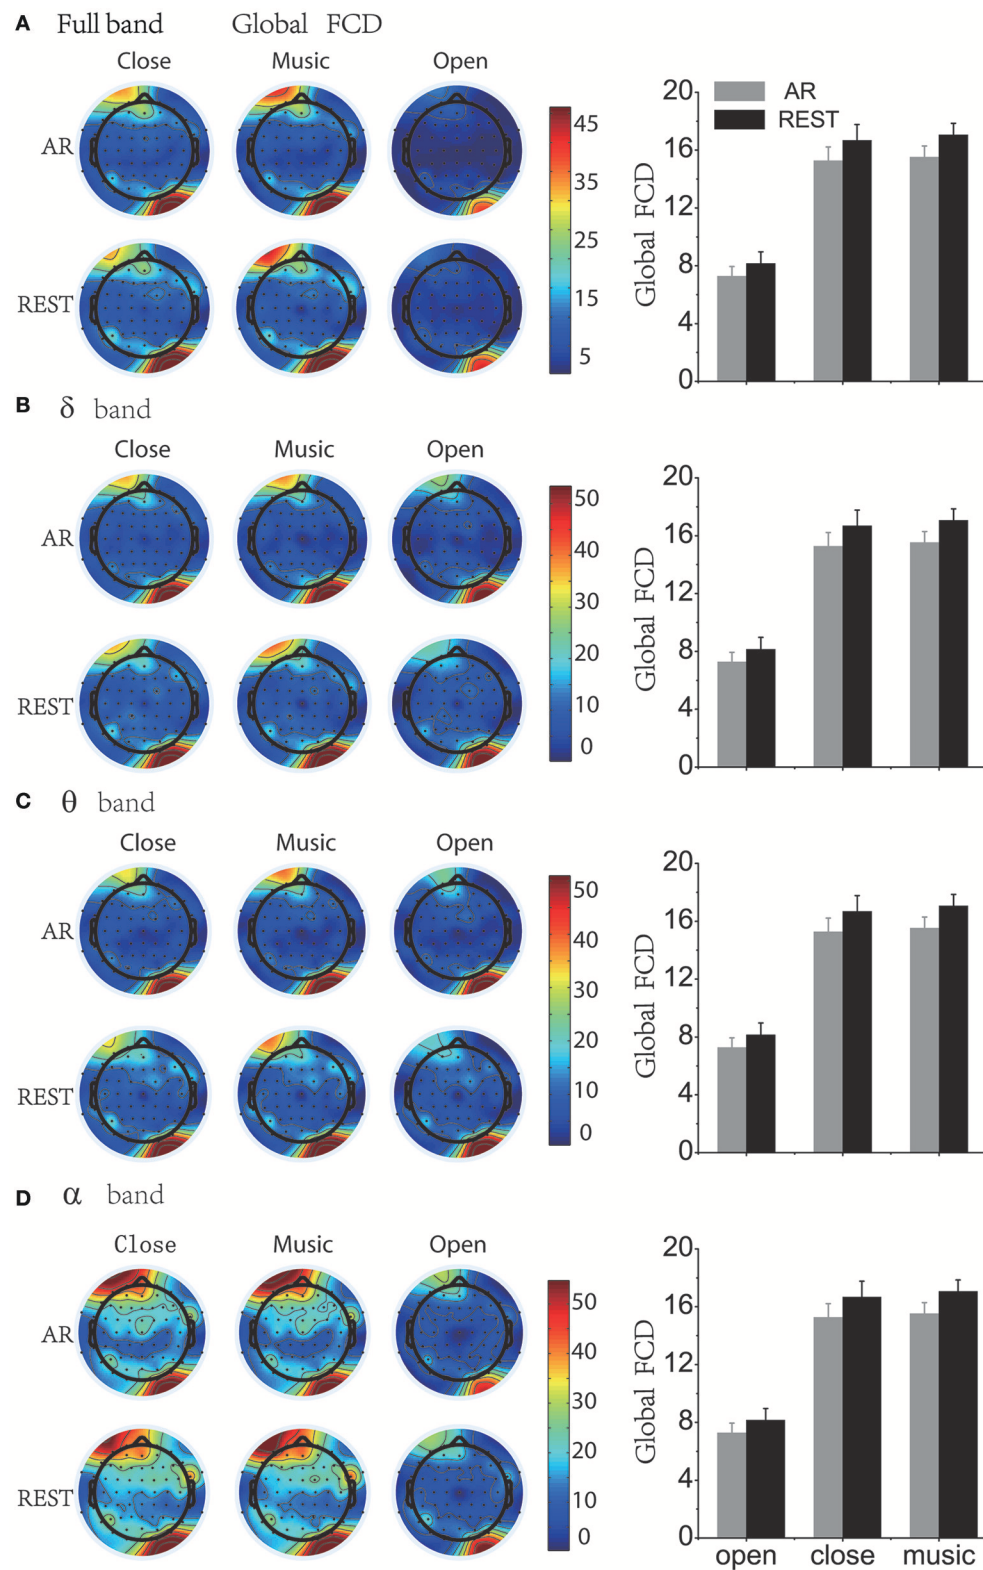 A Full band Global FCD
Close Music Open
AR
REST
45
35
25
15
5
20
16
12
8
4
0
Global FCD
AR
REST
B δ band
Close Music Open
AR
REST
50
40
30
20
10
0
20
16
12
8
4
0
Global FCD
C θ band
Close Music Open
AR
REST
50
40
30
20
10
0
20
16
12
8
4
0
Global FCD
D α band
Close Music Open
AR
REST
50
40
30
20
10
0
20
16
12
8
4
0
Global FCD
open close music